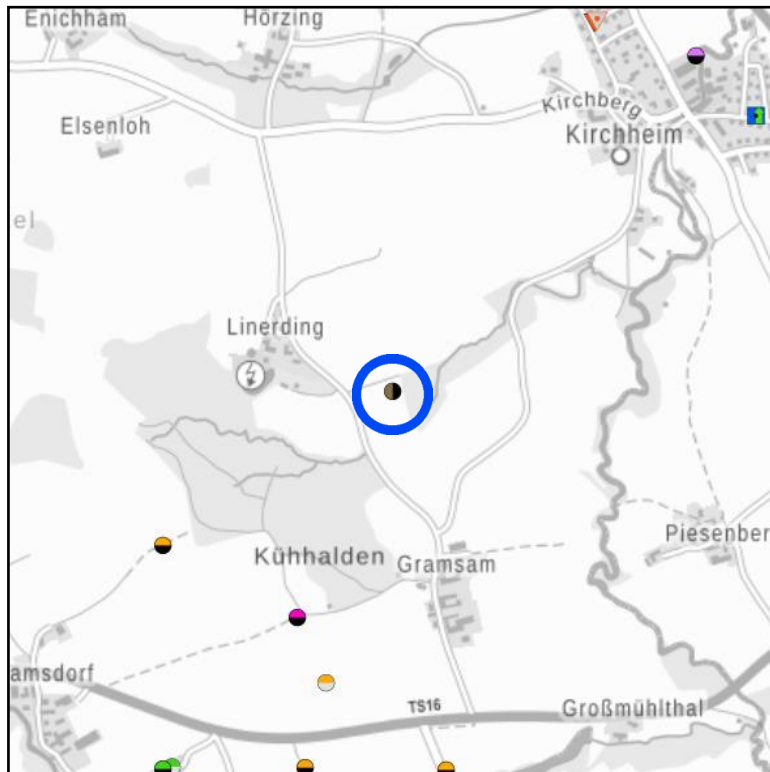 Enichham
Hörzing
Elsenloh
Kirchberg
Kirchheim
el
Linerding
Piesenber
Kühhalden
Gramsam
amsdorf
TS16
Großmühlthal